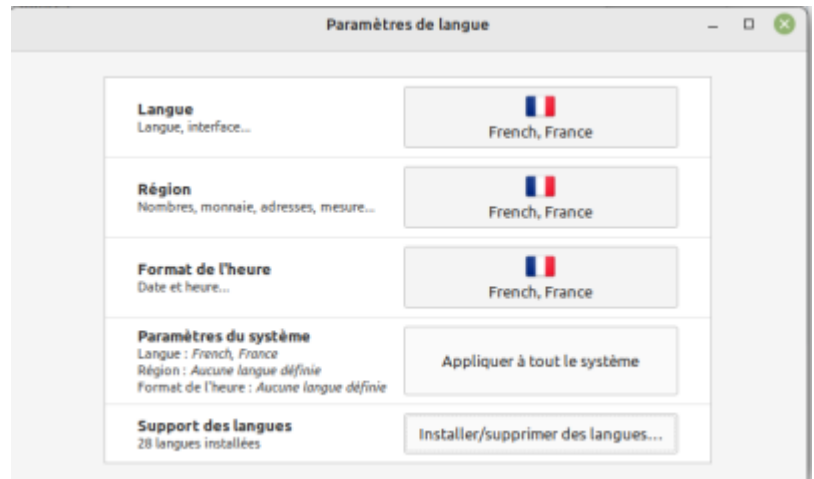 Paramètres de langue
Langue
Langue, interface...
French, France
Région
Nombres, monnaie, adresses, mesure...
French, France
Format de l'heure
Date et heure...
French, France
Paramètres du système
Langue : French, France
Région : Aucune langue définie
Format de l'heure : Aucune langue définie
Appliquer à tout le système
Support des langues
28 langues installées
Installer/supprimer des langues...